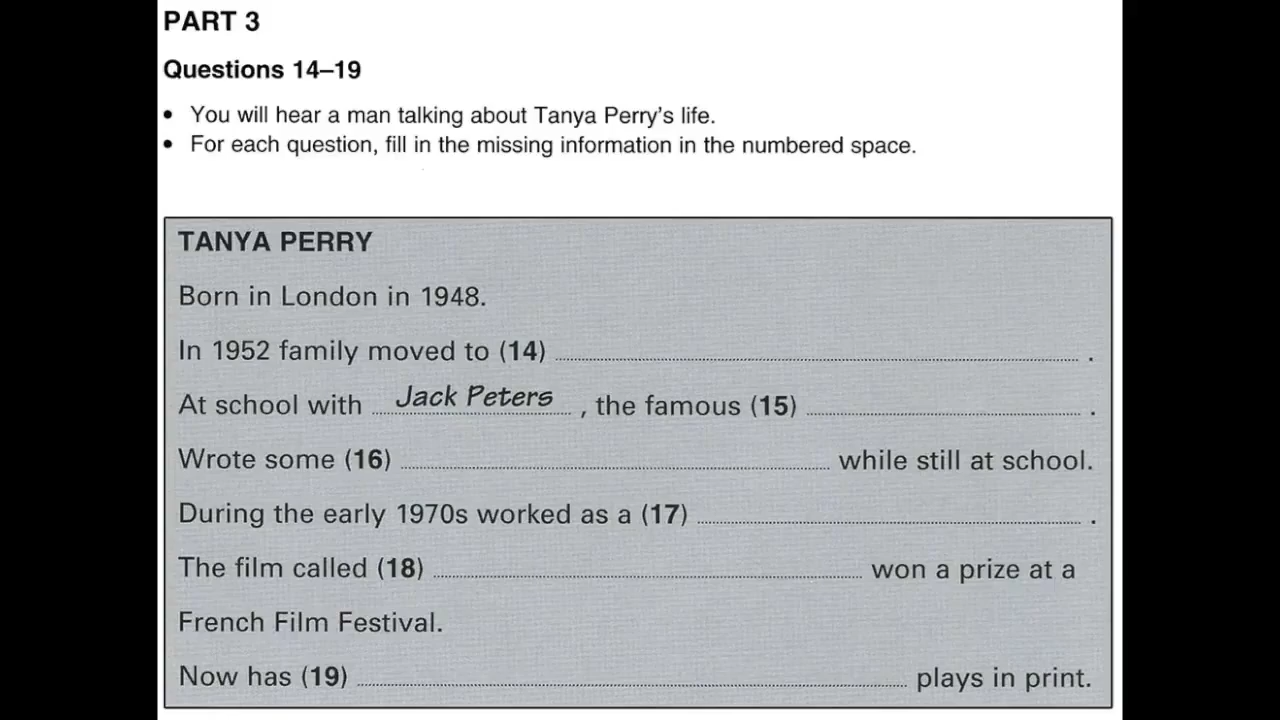 PART 3
Questions 14–19
• You will hear a man talking about Tanya Perry's life.
• For each question, fill in the missing information in the numbered space.
TANYA PERRY
Born in London in 1948.
In 1952 family moved to (14) .
At school with Jack Peters , the famous (15) .
Wrote some (16) while still at school.
During the early 1970s worked as a (17) .
The film called (18) won a prize at a
French Film Festival.
Now has (19) plays in print.